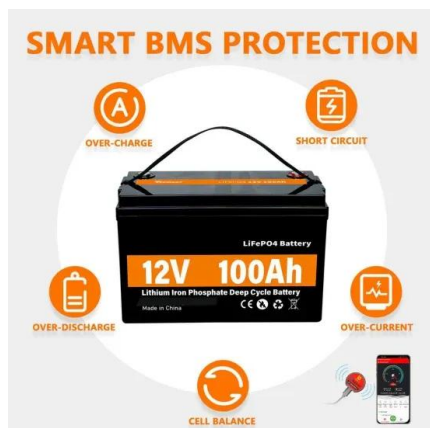 SMART BMS PROTECTION
OVER-CHARGE
SHORT CIRCUIT
LiFePO4 Battery
12V 100Ah
Lithium Iron Phosphate Deep Cycle Battery
Made in China
OVER-DISCHARGE
OVER-CURRENT
CELL BALANCE